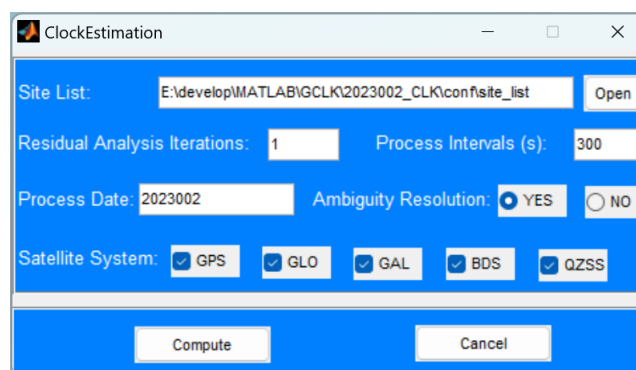 ClockEstimation
Site List: E:\develop\MATLAB\GCLK\2023002_CLK\conf\site_list Open
Residual Analysis Iterations: 1 Process Intervals (s): 300
Process Date: 2023002 Ambiguity Resolution: YES NO
Satellite System: GPS GLO GAL BDS QZSS
Compute Cancel